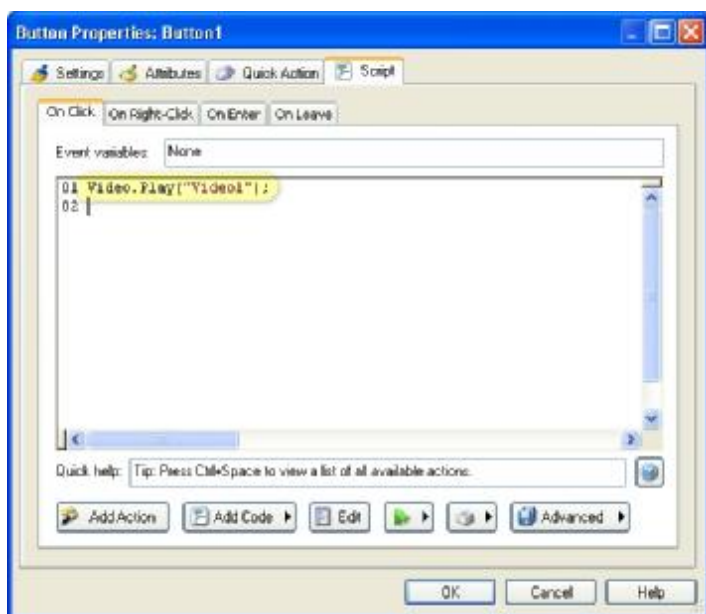 Button Properties: Button1
Settings Attributes Quick Action Script
On Click On Right-Click On Enter On Leave
Event variables: None
01 Video.Play("Video1");
02
Quick help: Tip: Press Ctrl+Space to view a list of all available actions.
Add Action Add Code Edit Advanced
OK Cancel Help